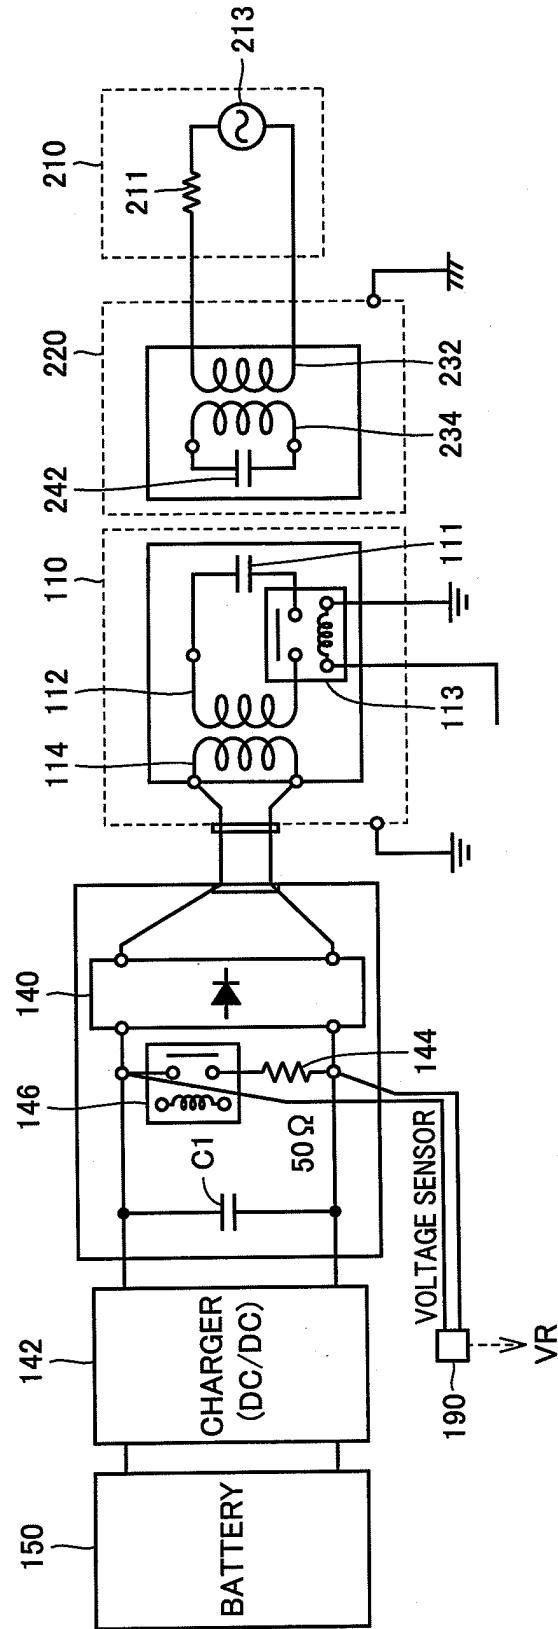 150
142
146
140
114
112
110
242
220
210
211
213
BATTERY
CHARGER
(DC/DC)
C1
50Ω
144
113
111
234
232
190
VOLTAGE SENSOR
VR